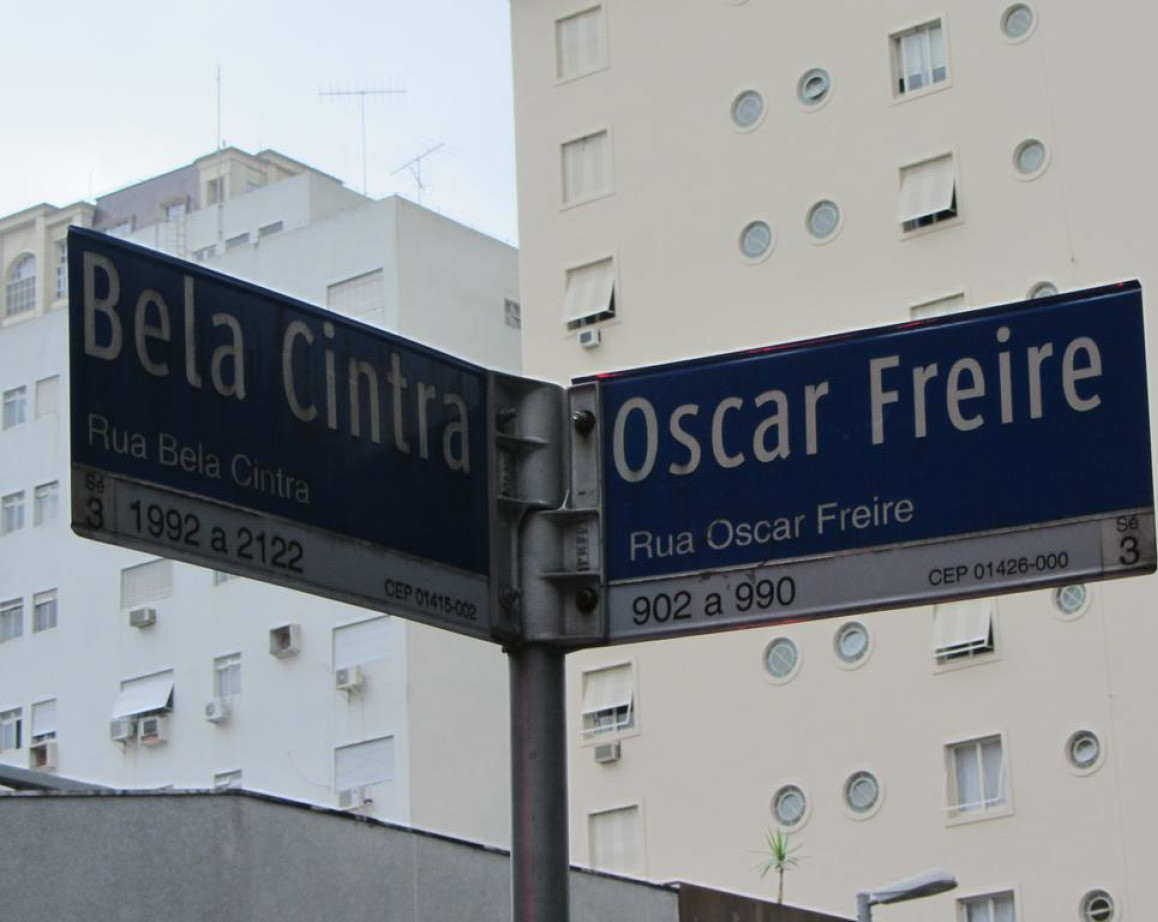 Bela Cintra
Rua Bela Cintra
Sé
3
1992 a 2122
CEP 01415-002
Oscar Freire
Rua Oscar Freire
902 a 990
CEP 01426-000
Sé
3